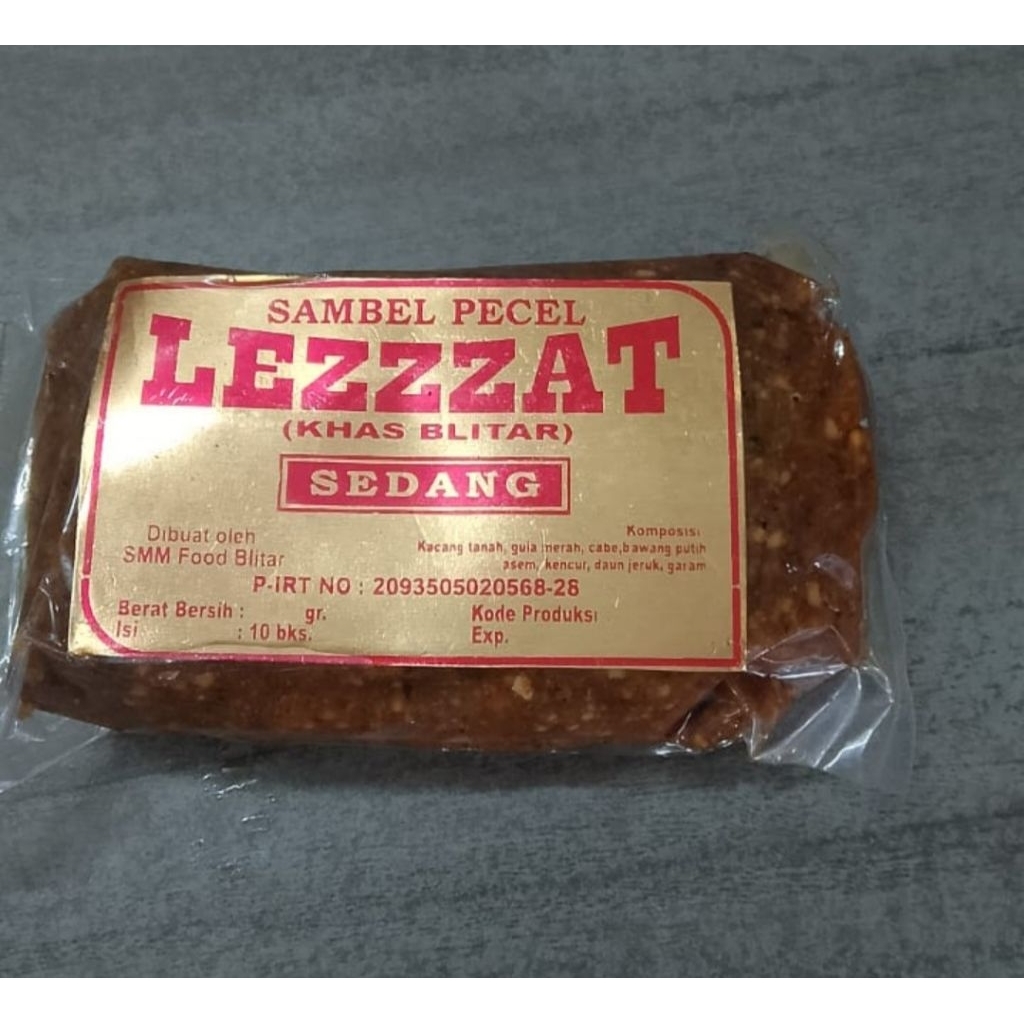 SAMBEL PECEL
LEZZZAT
(KHAS BLITAR)
SEDANG
Dibuat oleh
SMM Food Blitar
Komposisi
Kacang tanah, gula merah, cabe,bawang putih
asem, kencur, daun jeruk, garam
P-IRT NO : 2093505020568-28
Berat Bersih : gr.
Isi : 10 bks.
Kode Produksi
Exp.